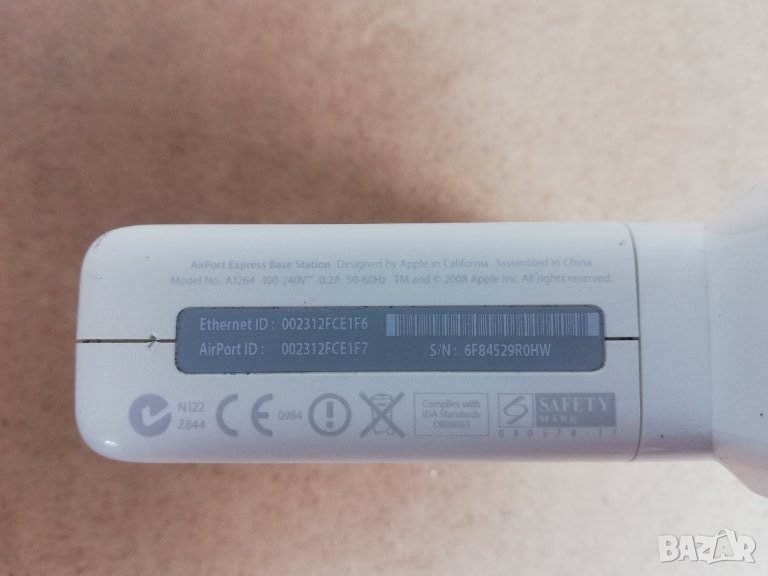 AirPort Express Base Station Designed by Apple in California Assembled in China
Model No.: A1264 100-240V~ 0.2A 50-60Hz TM and © 2008 Apple Inc. All rights reserved.
Ethernet ID : 002312FCE1F6
AirPort ID : 002312FCE1F7 S/N : 6F84529R0HW
N122
Z844
CE 0984
Complies with
IDA Standards
DB00063
SAFETY
MARK
BAZAR